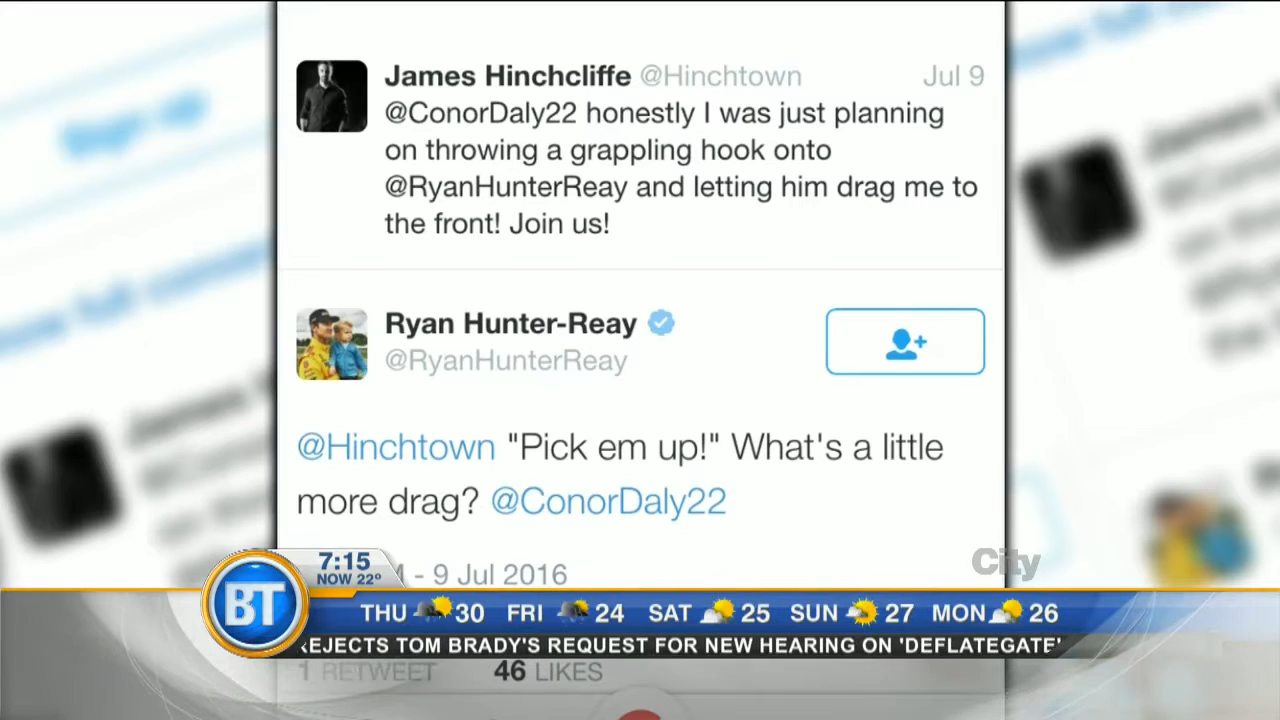 James Hinchcliffe @Hinchtown Jul 9
@ConorDaly22 honestly I was just planning
on throwing a grappling hook onto
@RyanHunterReay and letting him drag me to
the front! Join us!
Ryan Hunter-Reay
@RyanHunterReay
@Hinchtown "Pick em up!" What's a little
more drag? @ConorDaly22
- 9 Jul 2016
City
7:15
NOW 22º
BT
THU 30 FRI 24 SAT 25 SUN 27 MON 26
EJECTS TOM BRADY'S REQUEST FOR NEW HEARING ON 'DEFLATEGATE'
1 RETWEET 46 LIKES